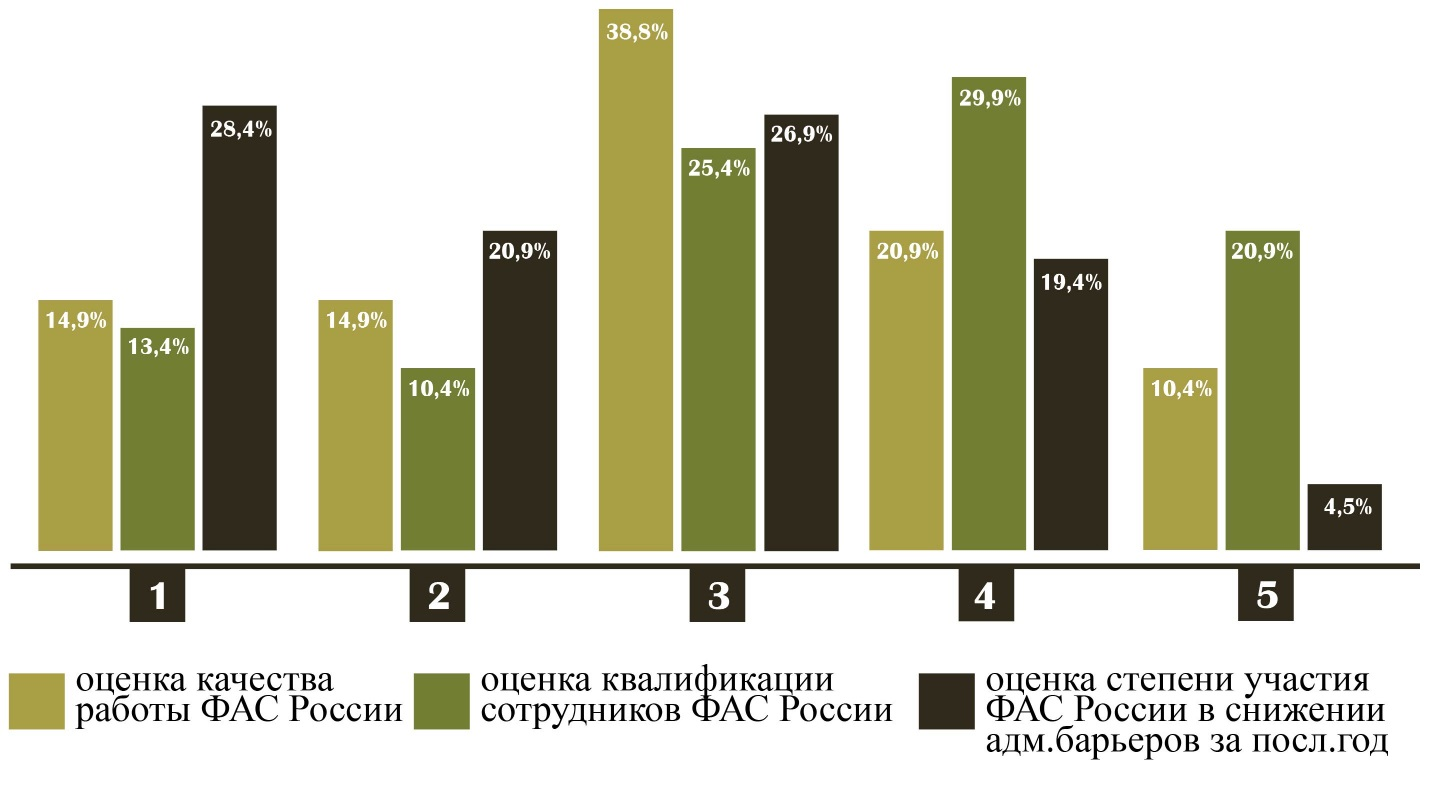 38,8%
29,9%
28,4%
26,9%
25,4%
20,9%
20,9%
20,9%
19,4%
14,9%
14,9%
13,4%
10,4%
10,4%
4,5%
1
2
3
4
5
оценка качества
работы ФАС России
оценка квалификации
сотрудников ФАС России
оценка степени участия
ФАС России в снижении
адм.барьеров за посл.год